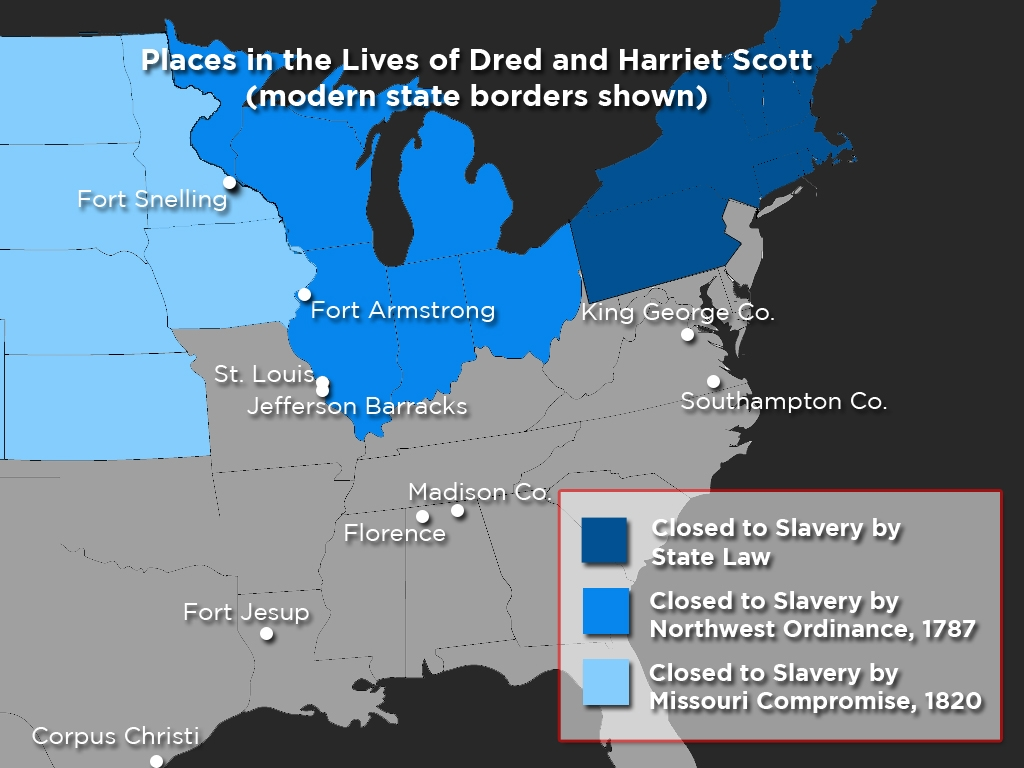 Places in the Lives of Dred and Harriet Scott
(modern state borders shown)
Fort Snelling
Fort Armstrong
King George Co.
St. Louis
Jefferson Barracks
Southampton Co.
Madison Co.
Florence
Closed to Slavery by
State Law
Closed to Slavery by
Northwest Ordinance, 1787
Fort Jesup
Closed to Slavery by
Missouri Compromise, 1820
Corpus Christi